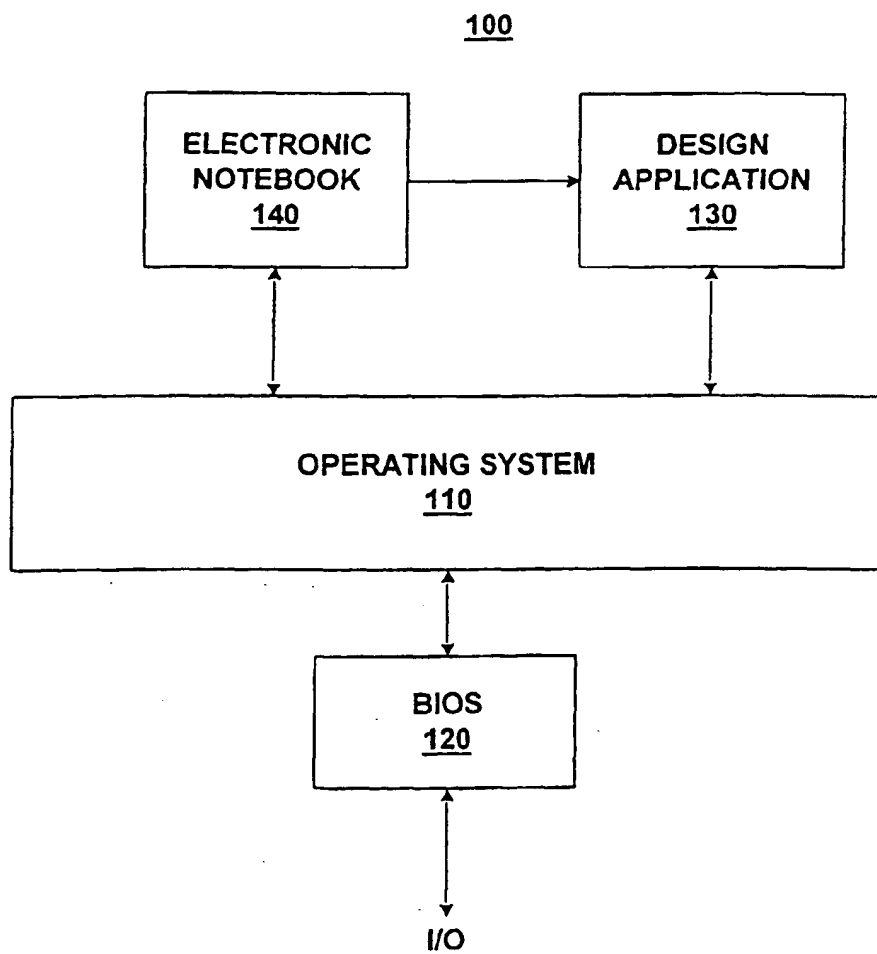 100
ELECTRONIC
NOTEBOOK
140
DESIGN
APPLICATION
130
OPERATING SYSTEM
110
BIOS
120
I/O